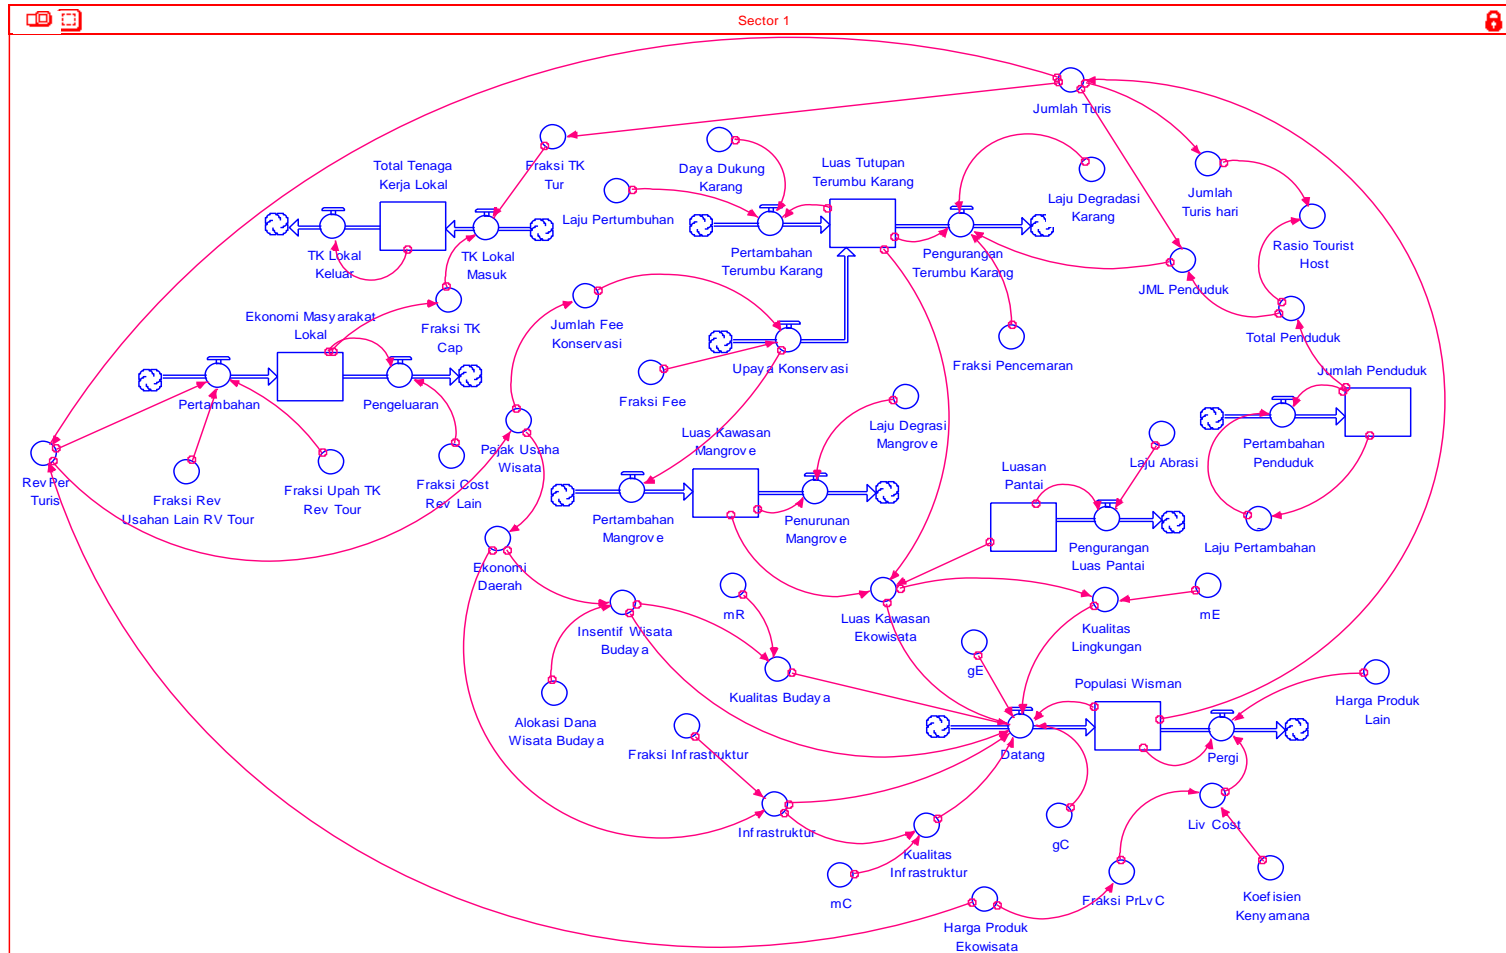 Sector 1
Jumlah Turis
Fraksi TK
Tur
Total Tenaga
Kerja Lokal
Daya Dukung
Karang
Luas Tutupan
Terumbu Karang
Laju Pertumbuhan
Laju Degradasi
Karang
Jumlah
Turis hari
Rasio Tourist
Host
TK Lokal
Keluar
TK Lokal
Masuk
Pertambahan
Terumbu Karang
Pengurangan
Terumbu Karang
JML Penduduk
Ekonomi Masyarakat
Lokal
Fraksi TK
Cap
Jumlah Fee
Konservasi
Total Penduduk
Upaya Konservasi
Fraksi Pencemaran
Jumlah Penduduk
Pertambahan
Pengeluaran
Fraksi Fee
Laju Degrasi
Mangrove
Luas Kawasan
Mangrove
Pajak Usaha
Wisata
Pertambahan
Penduduk
Laju Abrasi
Luasan
Pantai
Rev Per
Turis
Fraksi Rev
Usahan Lain RV Tour
Fraksi Upah TK
Rev Tour
Fraksi Cost
Rev Lain
Pertambahan
Mangrove
Penurunan
Mangrove
Pengurangan
Luas Pantai
Laju Pertambahan
Ekonomi
Daerah
mR
Luas Kawasan
Ekowisata
Kualitas
Lingkungan
mE
Insentif Wisata
Budaya
gE
Kualitas Budaya
Populasi Wisman
Harga Produk
Lain
Alokasi Dana
Wisata Budaya
Fraksi Infrastruktur
Datang
Pergi
Infrastruktur
gC
Liv Cost
Kualitas
Infrastruktur
mC
Fraksi PrLvC
Koefisien
Kenyamana
Harga Produk
Ekowisata